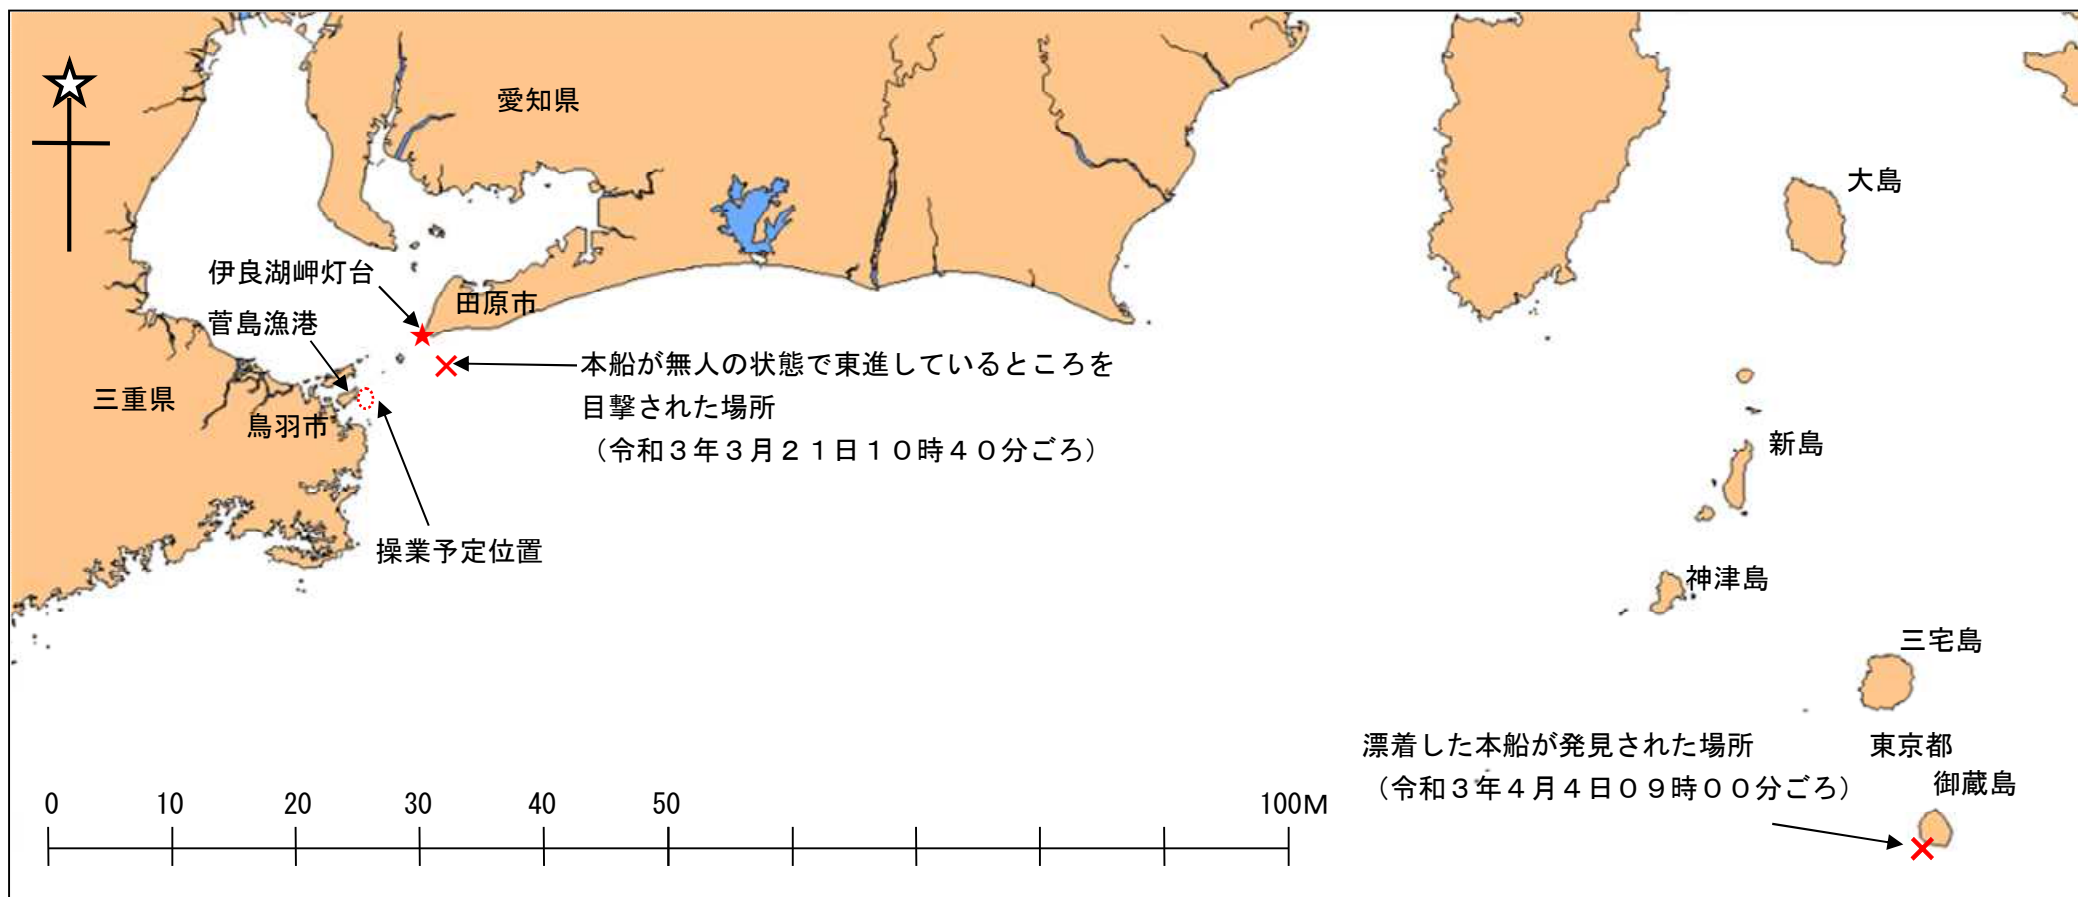 愛知県
大島
伊良湖岬灯台
田原市
菅島漁港
本船が無人の状態で東進しているところを
目撃された場所
（令和３年３月２１日１０時４０分ごろ）
三重県
鳥羽市
新島
操業予定位置
神津島
三宅島
漂着した本船が発見された場所
（令和３年４月４日０９時００分ごろ）
東京都
御蔵島
0 10 20 30 40 50 100M